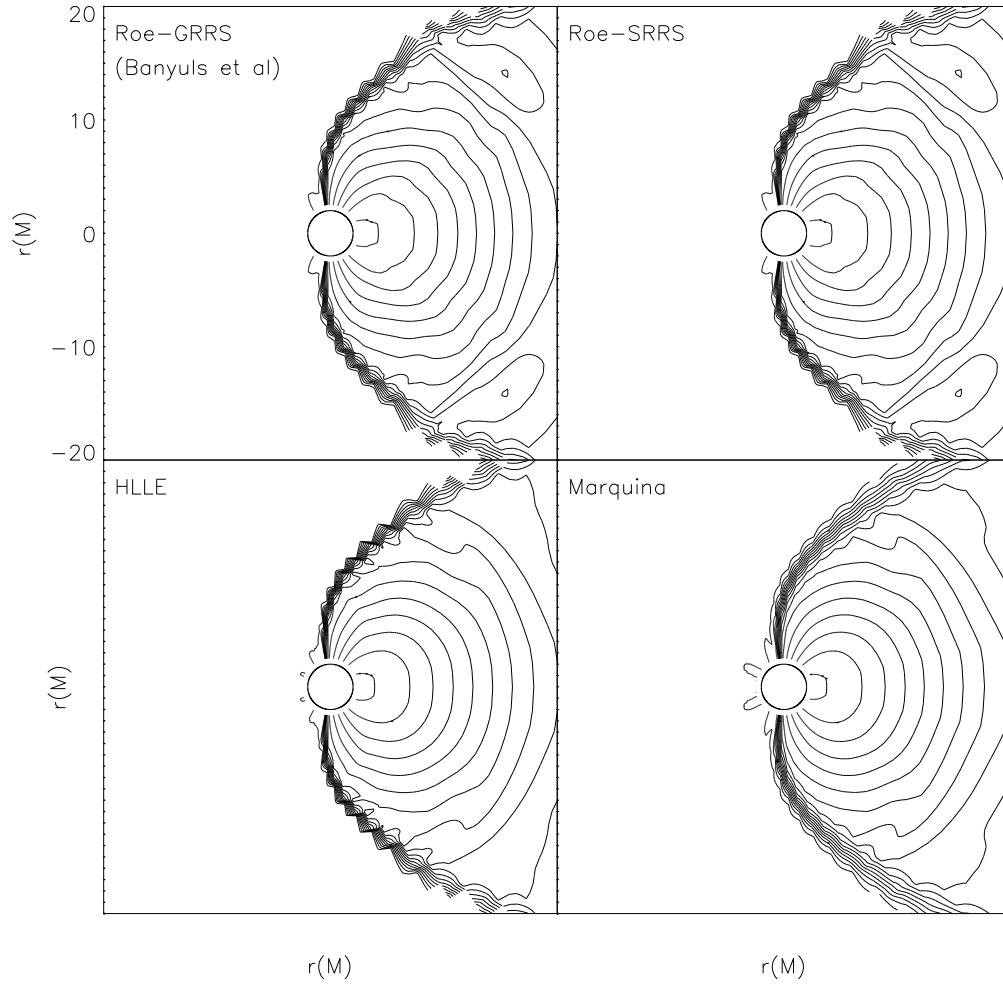 20
Roe-GRRS
(Banyuls et al)
Roe-SRRS
10
r(M)
0
-10
-20
HLLE
Marquina
r(M)
r(M)
r(M)